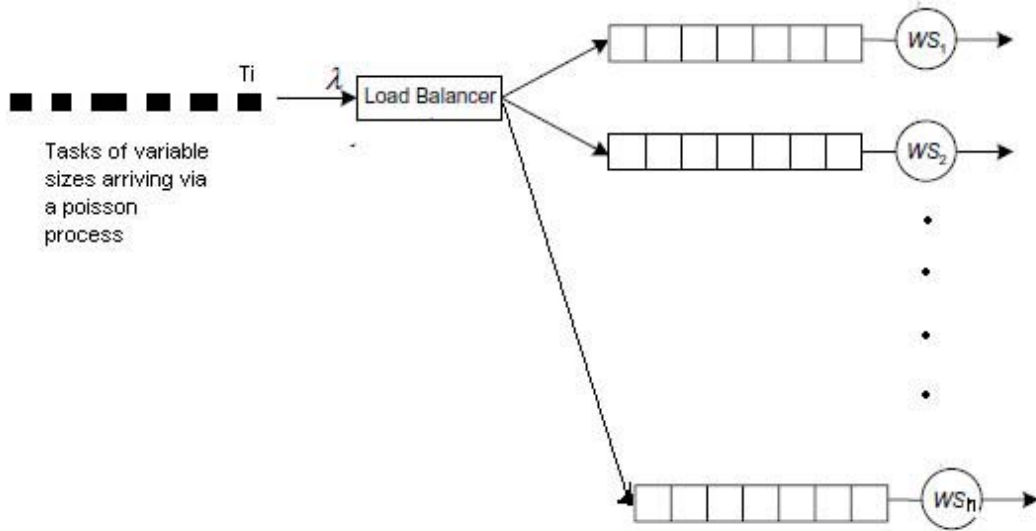 WS1
Ti
λ
Load Balancer
Tasks of variable
sizes arriving via
a poisson
process
WS2
WSn